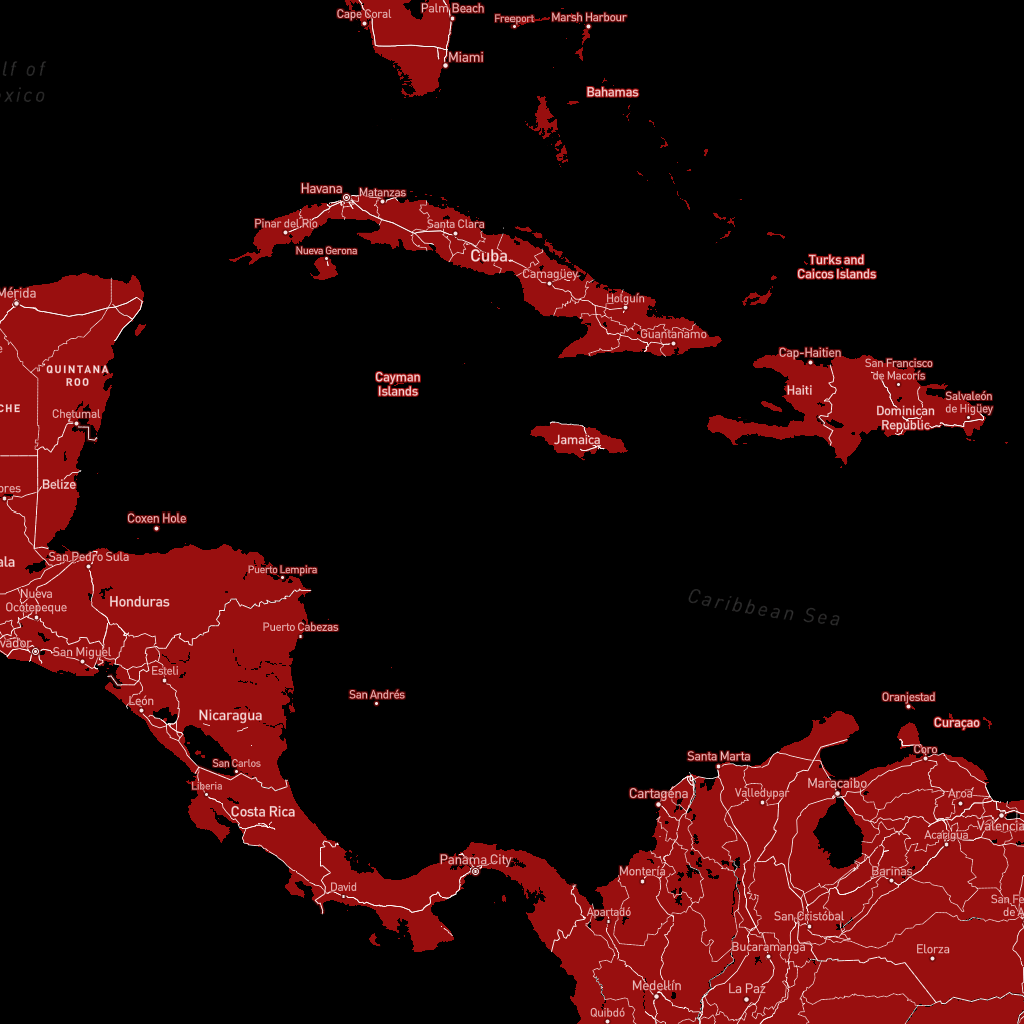 Cape Coral
Palm Beach
Freeport
Marsh Harbour
Miami
lf of
exico
Bahamas
Havana
Matanzas
Pinar del Río
Santa Clara
Nueva Gerona
Cuba
Camagüey
Turks and
Caicos Islands
Holguín
Guantanamo
Mérida
Cap-Haitien
San Francisco
de Macorís
QUINTANA
ROO
Cayman
Islands
Haiti
Salvaleón
de Higüey
Dominican
Republic
CHE
Chetumal
Jamaica
Belize
ores
Coxen Hole
San Pedro Sula
ala
Puerto Lempira
Nueva
Ocotepeque
Honduras
Caribbean Sea
Puerto Cabezas
vador
San Miguel
Esteli
San Andrés
León
Nicaragua
Oranjestad
Curaçao
San Carlos
Santa Marta
Coro
Liberia
Cartagena
Valledupar
Maracaibo
Aroa
Costa Rica
Valencia
Acarigua
Panama City
Montería
Barinas
David
Apartadó
San Cristóbal
San Fe
de A
Bucaramanga
Elorza
Medellín
La Paz
Quibdó